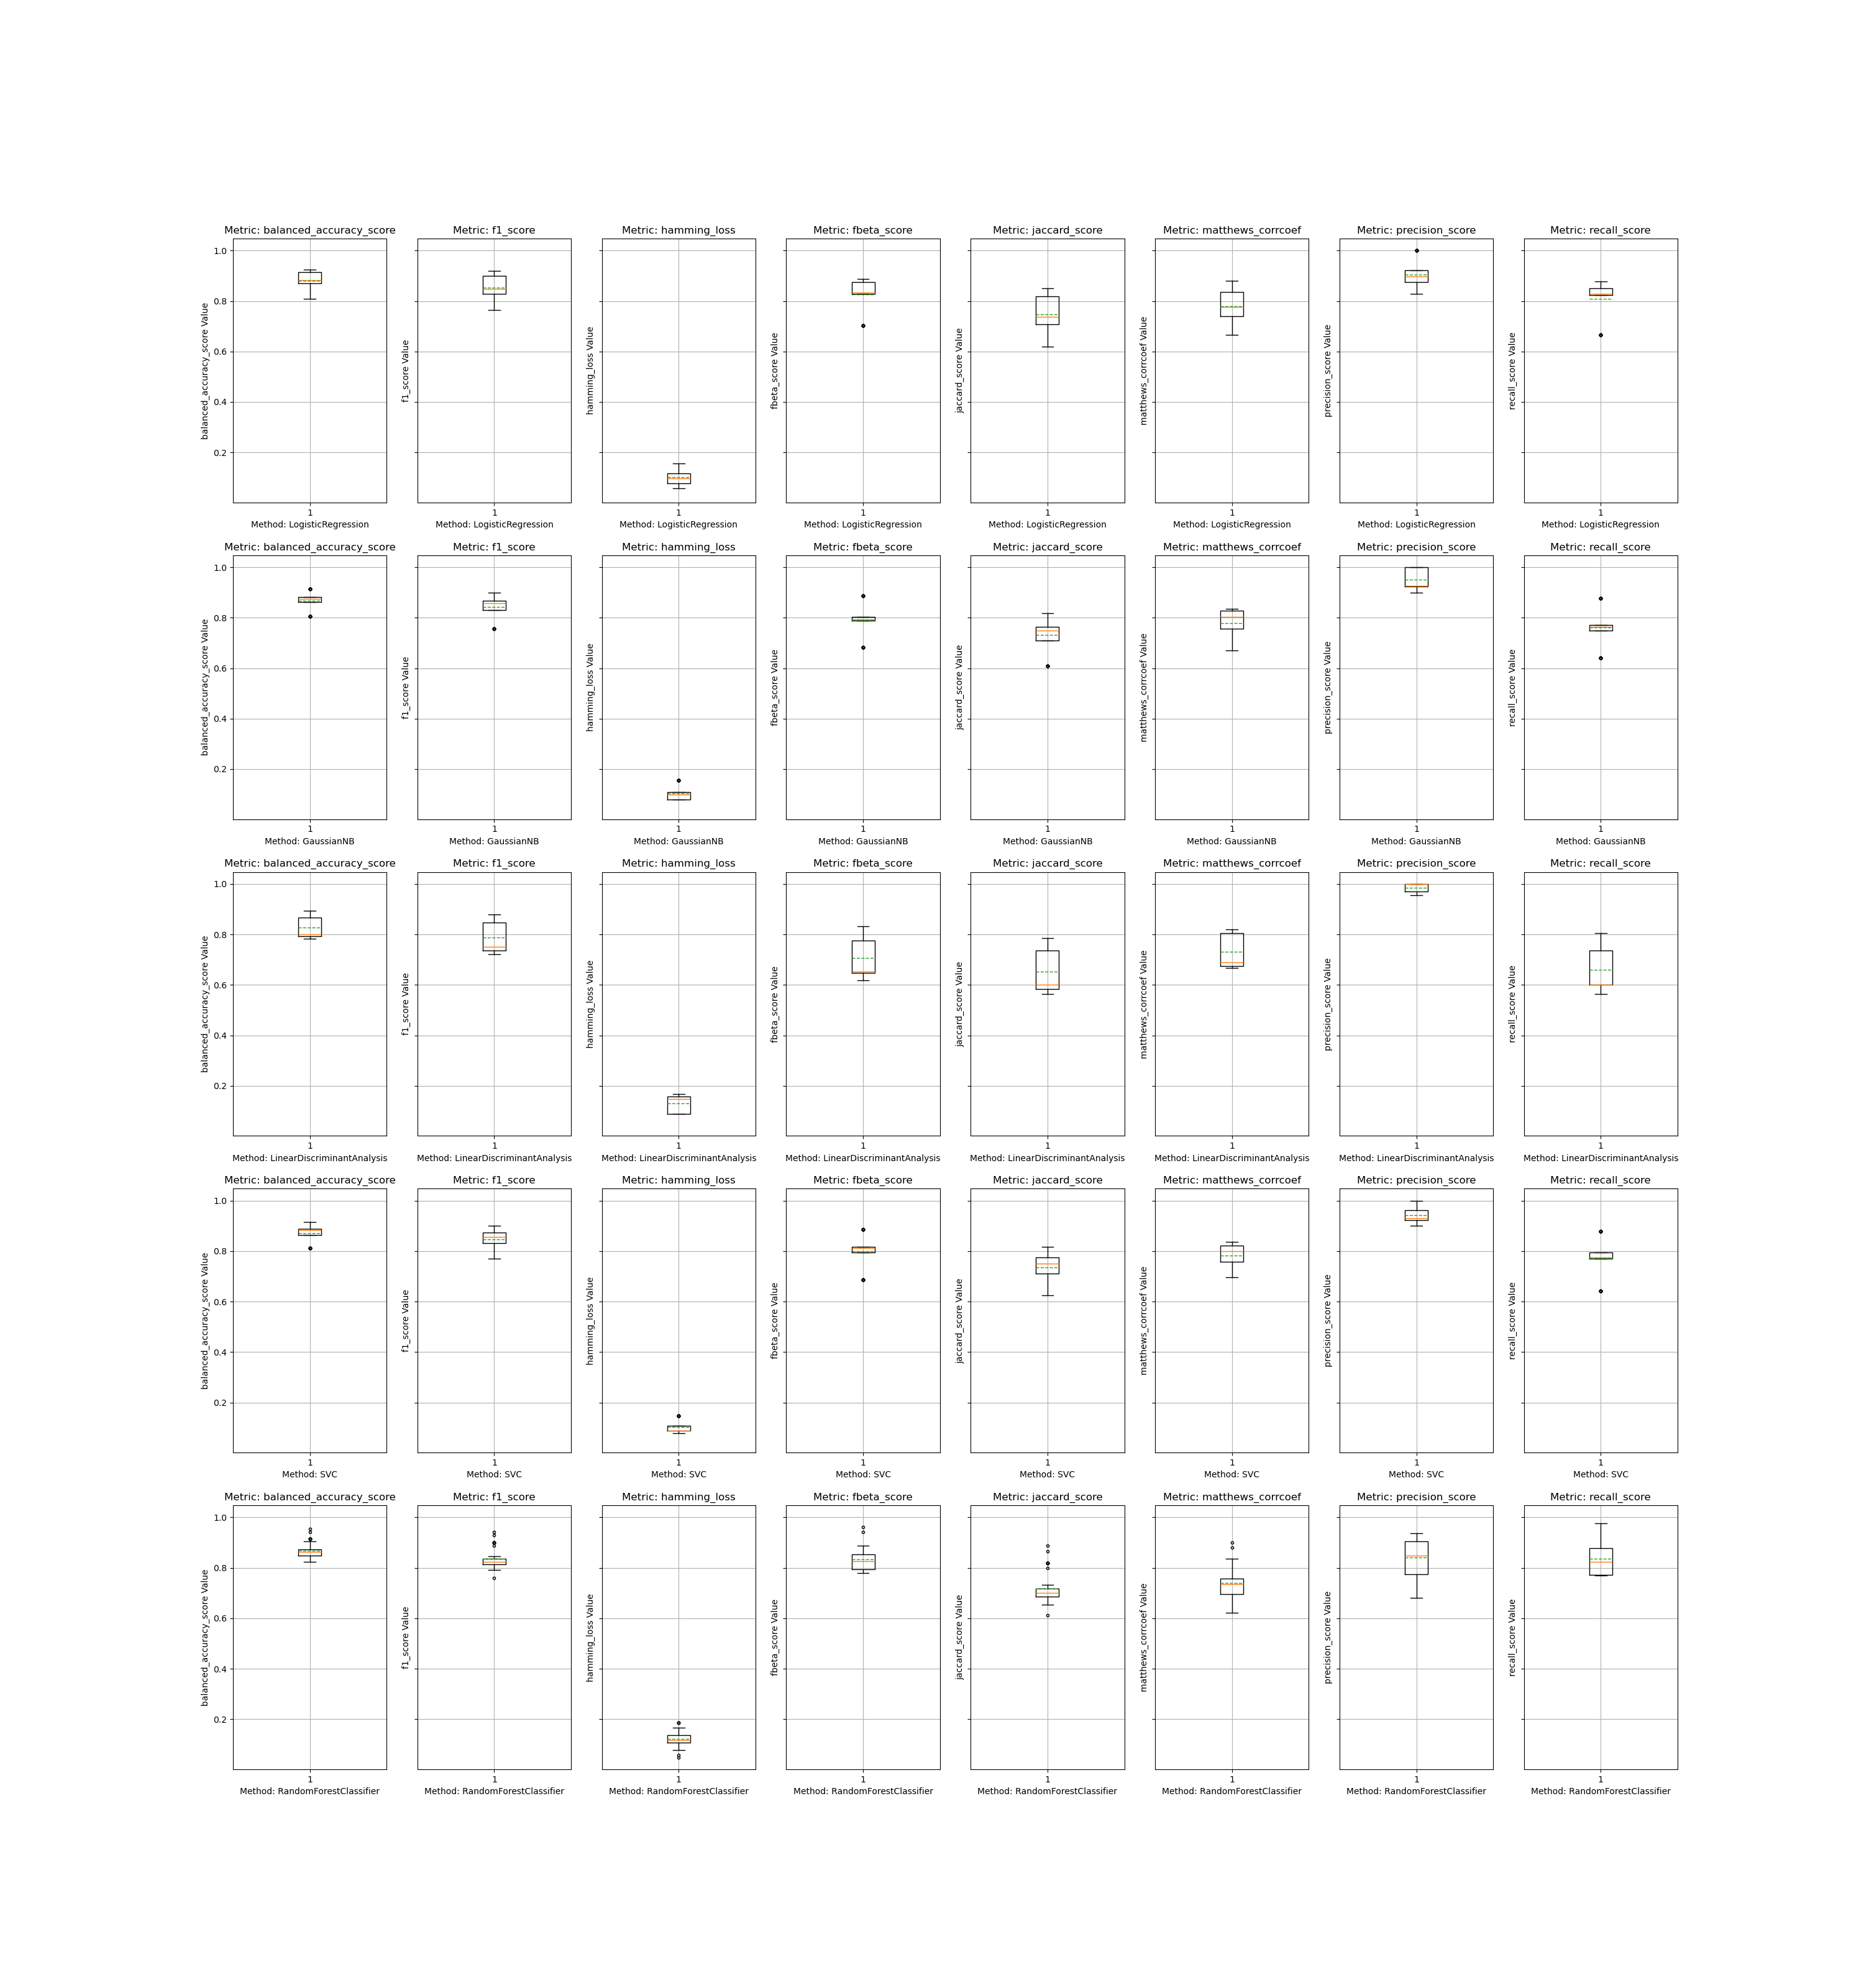 Metric: balanced_accuracy_score Metric: f1_score Metric: hamming_loss Metric: fbeta_score Metric: jaccard_score Metric: matthews_corrcoef Metric: precision_score Metric: recall_score
1.0
0.8
0.6
0.4
0.2
balanced_accuracy_score Value
f1_score Value
hamming_loss Value
fbeta_score Value
jaccard_score Value
matthews_corrcoef Value
precision_score Value
recall_score Value
1 1 1 1 1 1 1 1
Method: LogisticRegression Method: LogisticRegression Method: LogisticRegression Method: LogisticRegression Method: LogisticRegression Method: LogisticRegression Method: LogisticRegression Method: LogisticRegression
Metric: balanced_accuracy_score Metric: f1_score Metric: hamming_loss Metric: fbeta_score Metric: jaccard_score Metric: matthews_corrcoef Metric: precision_score Metric: recall_score
1.0
0.8
0.6
0.4
0.2
balanced_accuracy_score Value
f1_score Value
hamming_loss Value
fbeta_score Value
jaccard_score Value
matthews_corrcoef Value
precision_score Value
recall_score Value
1 1 1 1 1 1 1 1
Method: GaussianNB Method: GaussianNB Method: GaussianNB Method: GaussianNB Method: GaussianNB Method: GaussianNB Method: GaussianNB Method: GaussianNB
Metric: balanced_accuracy_score Metric: f1_score Metric: hamming_loss Metric: fbeta_score Metric: jaccard_score Metric: matthews_corrcoef Metric: precision_score Metric: recall_score
1.0
0.8
0.6
0.4
0.2
balanced_accuracy_score Value
f1_score Value
hamming_loss Value
fbeta_score Value
jaccard_score Value
matthews_corrcoef Value
precision_score Value
recall_score Value
1 1 1 1 1 1 1 1
Method: LinearDiscriminantAnalysis Method: LinearDiscriminantAnalysis Method: LinearDiscriminantAnalysis Method: LinearDiscriminantAnalysis Method: LinearDiscriminantAnalysis Method: LinearDiscriminantAnalysis Method: LinearDiscriminantAnalysis Method: LinearDiscriminantAnalysis
Metric: balanced_accuracy_score Metric: f1_score Metric: hamming_loss Metric: fbeta_score Metric: jaccard_score Metric: matthews_corrcoef Metric: precision_score Metric: recall_score
1.0
0.8
0.6
0.4
0.2
balanced_accuracy_score Value
f1_score Value
hamming_loss Value
fbeta_score Value
jaccard_score Value
matthews_corrcoef Value
precision_score Value
recall_score Value
1 1 1 1 1 1 1 1
Method: SVC Method: SVC Method: SVC Method: SVC Method: SVC Method: SVC Method: SVC Method: SVC
Metric: balanced_accuracy_score Metric: f1_score Metric: hamming_loss Metric: fbeta_score Metric: jaccard_score Metric: matthews_corrcoef Metric: precision_score Metric: recall_score
1.0
0.8
0.6
0.4
0.2
balanced_accuracy_score Value
f1_score Value
hamming_loss Value
fbeta_score Value
jaccard_score Value
matthews_corrcoef Value
precision_score Value
recall_score Value
1 1 1 1 1 1 1 1
Method: RandomForestClassifier Method: RandomForestClassifier Method: RandomForestClassifier Method: RandomForestClassifier Method: RandomForestClassifier Method: RandomForestClassifier Method: RandomForestClassifier Method: RandomForestClassifier